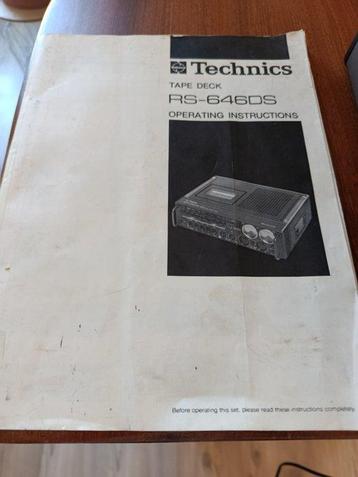 Technics
TAPE DECK
RS-646DS
OPERATING INSTRUCTIONS
Before operating this set, please read these instructions completely.